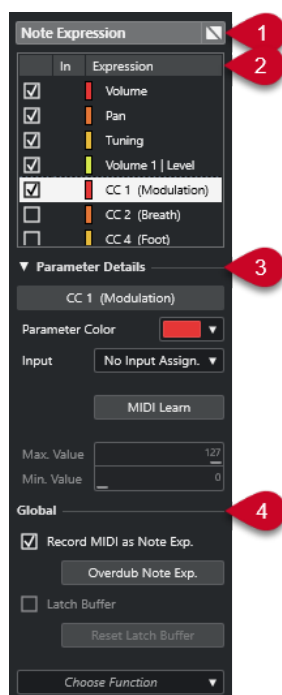 Note Expression
1
2
In Expression
Volume
Pan
Tuning
Volume 1 | Level
CC 1 (Modulation)
CC 2 (Breath)
CC 4 (Foot)
▼ Parameter Details
3
CC 1 (Modulation)
Parameter Color
Input No Input Assign.
MIDI Learn
Max. Value 127
Min. Value 0
Global
4
Record MIDI as Note Exp.
Overdub Note Exp.
Latch Buffer
Reset Latch Buffer
Choose Function